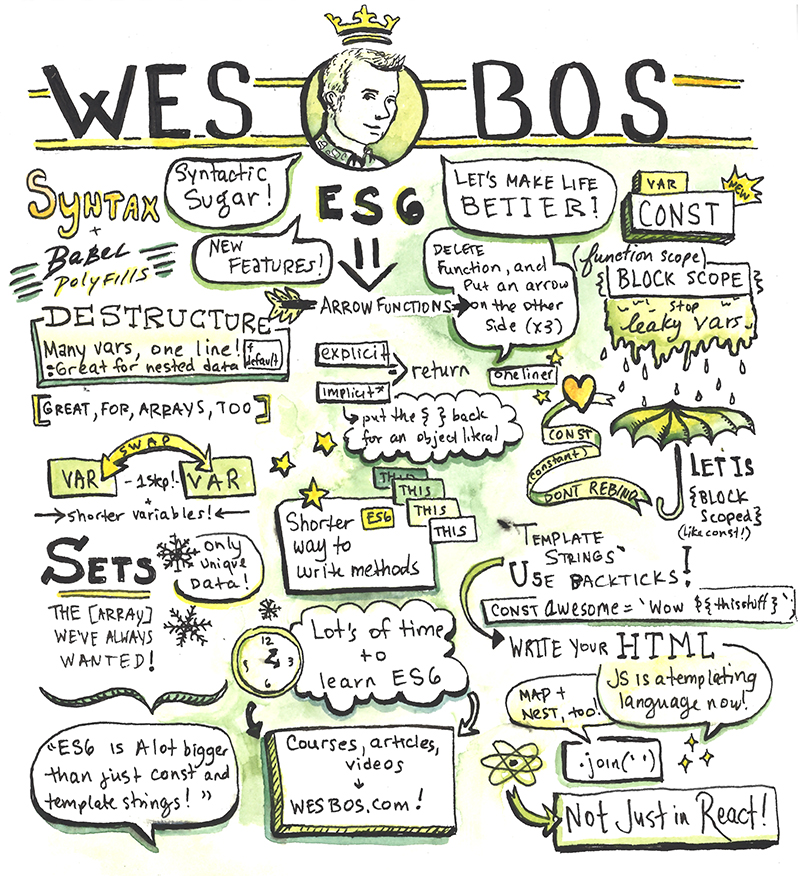 WES BOS
SYNTAX
+
BABEL
POLYFILLS
Syntactic
Sugar!
NEW
FEATURES!
ES6
LET'S MAKE LIFE
BETTER!
VAR
NEW
CONST
(function scope)
{ BLOCK SCOPE }
Stop
leaky vars
DELETE
Function, and
Put an arrow
on the other
Side (x3)
ARROW FUNCTIONS
DESTRUCTURE
Many vars, one line!
:Great for nested data
+
default
[GREAT, FOR, ARRAYS, TOO]
explicit
implicit*
return
one liner
put the { } back
for an object literal
CONST
(constant)
DONT REBIND
LET IS
{BLOCK
Scoped}
(like const!)
SWAP
VAR - 1 step! - VAR
+
Shorter variables!
THIS
THIS
THIS
THIS
Shorter ES6
way to
write methods
SETS
only
unique
Data!
THE [ARRAY]
WE'VE ALWAYS
WANTED!
TEMPLATE
STRINGS`
USE BACKTICKS!
CONST awesome = `Wow ${thisstuff}`
WRITE YOUR HTML
12
3
6
Lot's of time
to
learn ES6
MAP +
NEST, TOO!
JS is a templating
language now!
.join('')
Not Just in React!
"ES6 is A lot bigger
than just const and
template strings!"
Courses, articles,
videos
WESBOS.com!